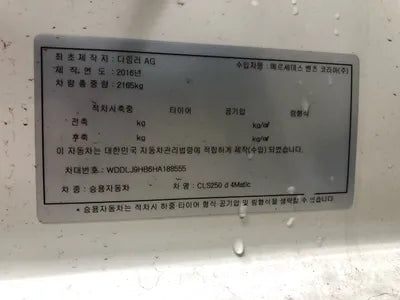 최초제작자 : 다임러 AG 수입자명 : 메르세데스 벤츠 코리아(주)
제작연도 : 2016년
차량총중량 : 2165kg
적차시축중 타이어 공기압 림형식
전축 kg kg/㎠
후축 kg kg/㎠
이 자동차는 대한민국 자동차관리법령에 적합하게 제작(수입) 되었습니다.
차대번호 : WDDLJ9HB6HA188555
차종 : 승용자동차 차명 : CLS250 d 4Matic
* 승용자동차는 적차시 하중 타이어 형식 공기압 및 림형식을 생략할 수 있음